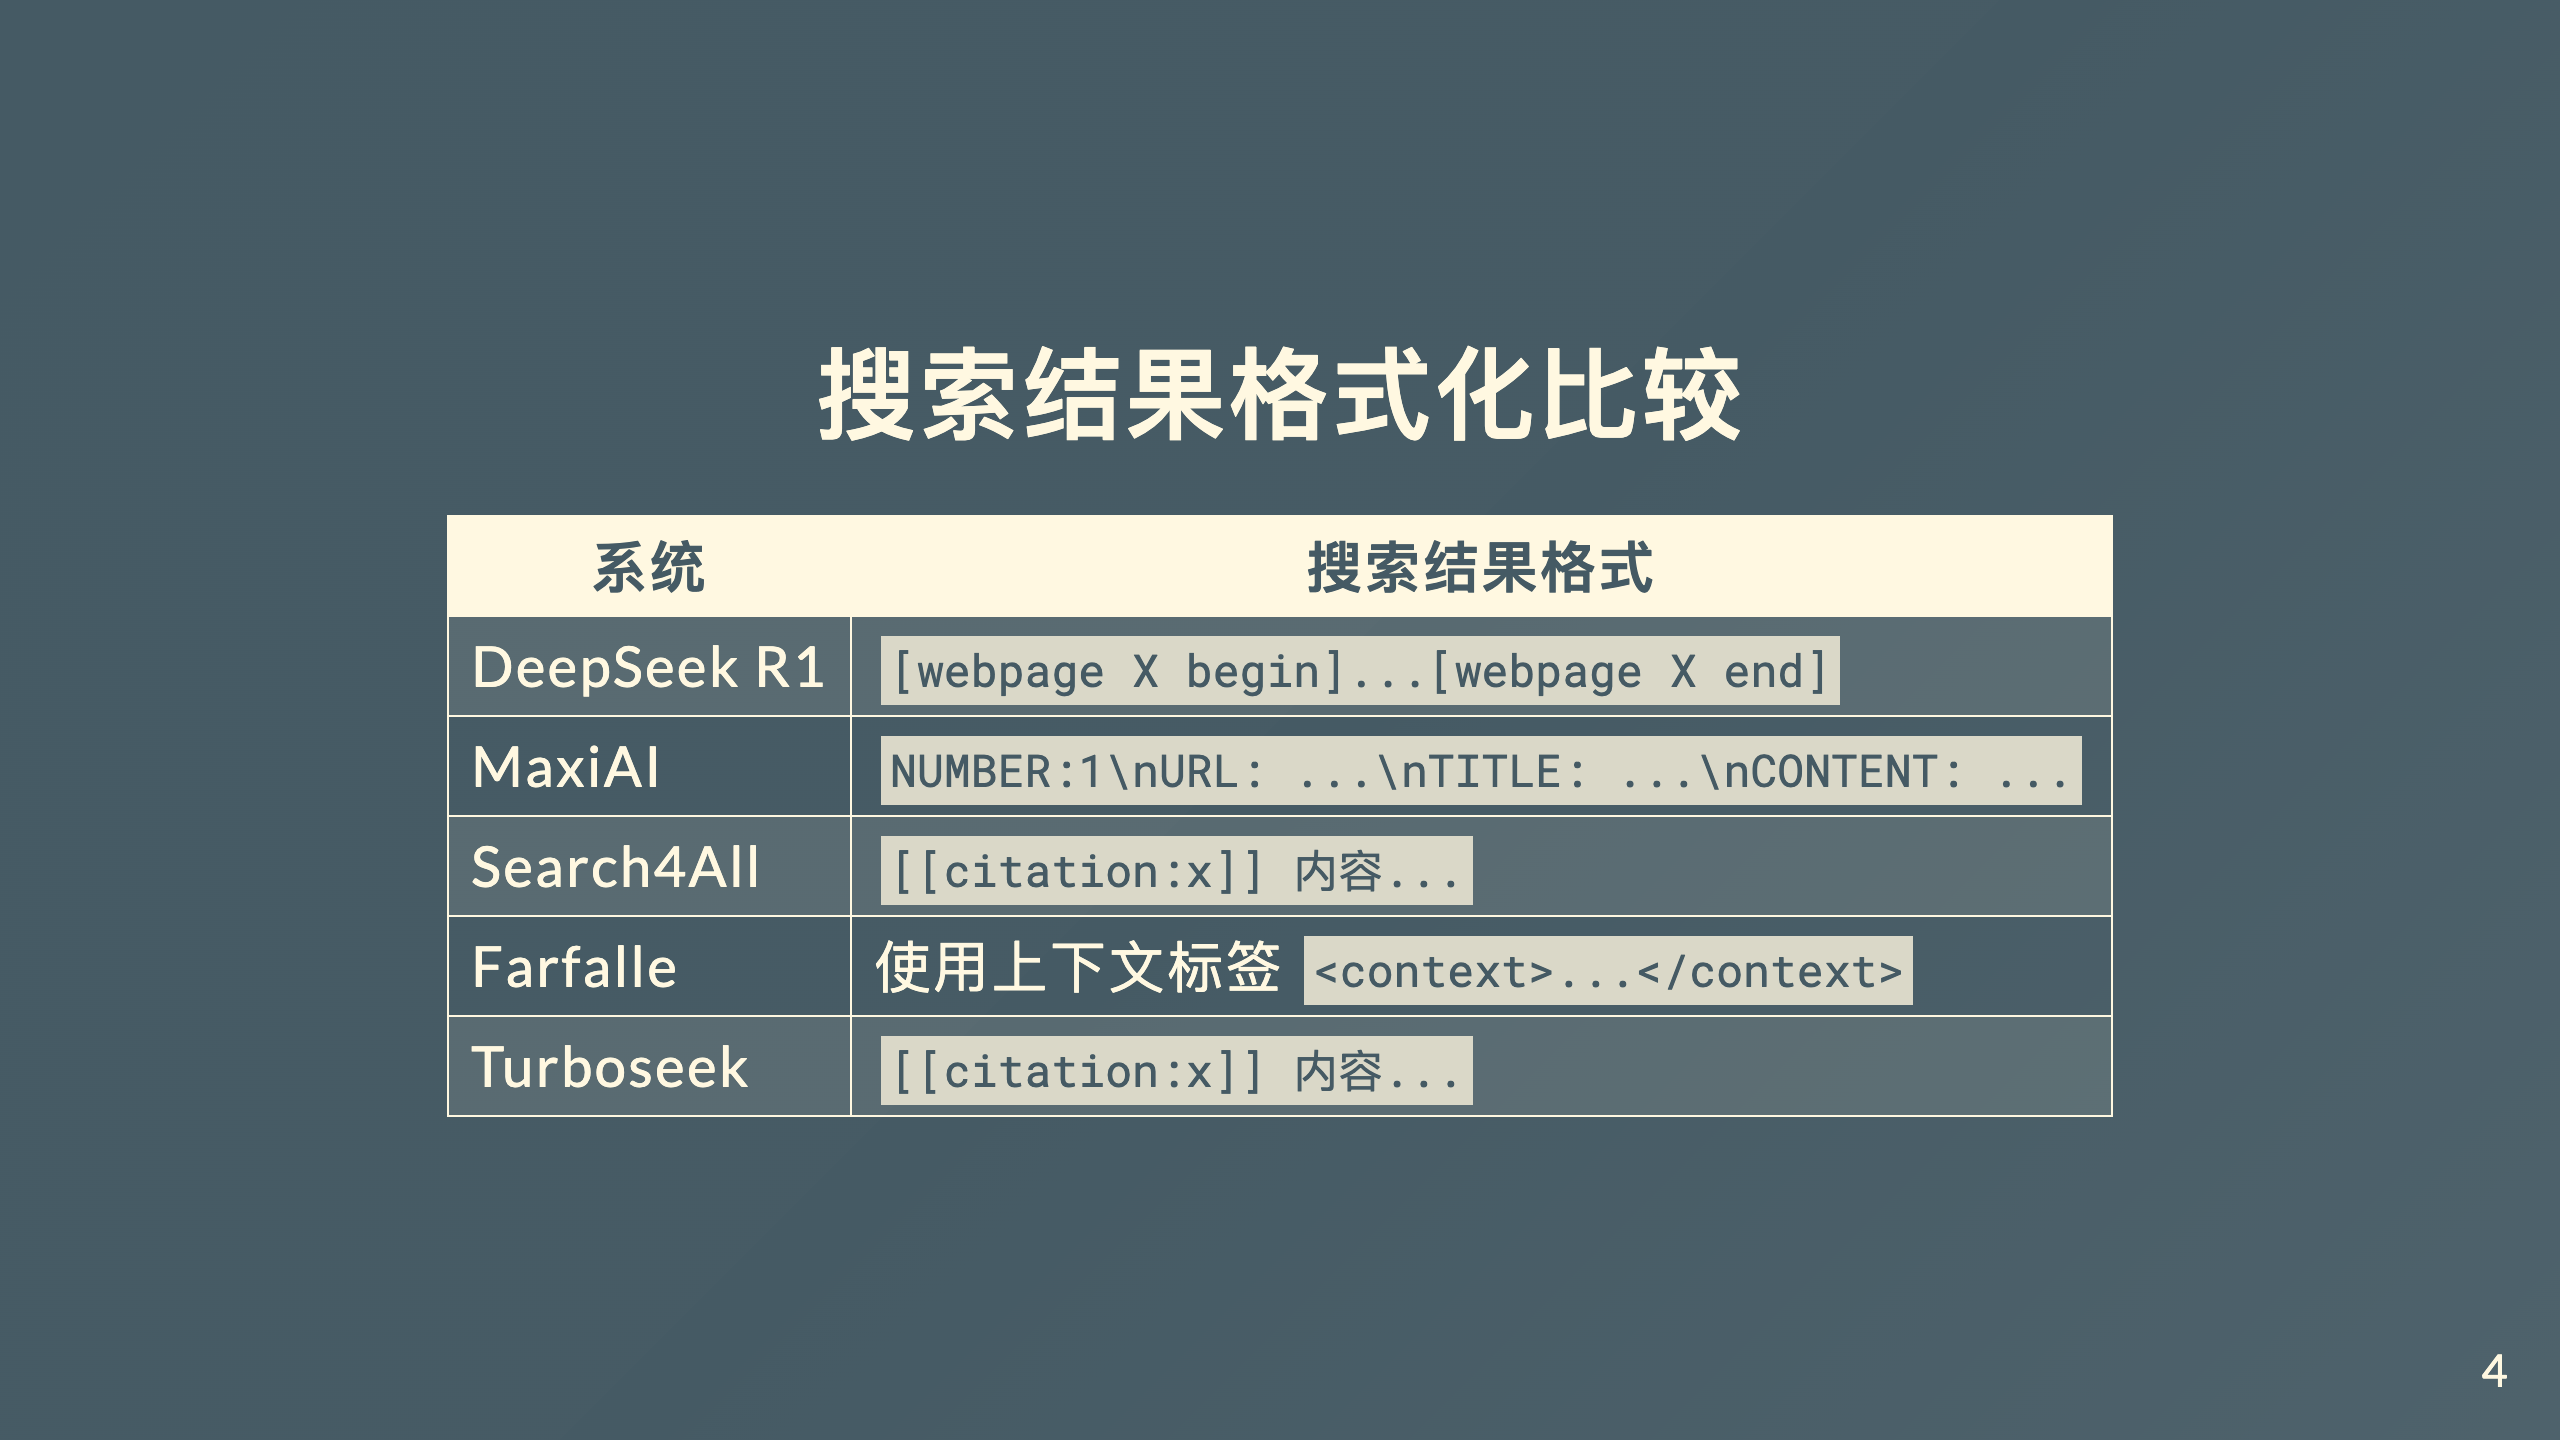 搜索结果格式化比较
系统 搜索结果格式
DeepSeek R1 [webpage X begin]...[webpage X end]
MaxiAI NUMBER:1\nURL: ...\nTITLE: ...\nCONTENT: ...
Search4All [[citation:x]] 内容...
Farfalle 使用上下文标签 <context>...</context>
Turboseek [[citation:x]] 内容...
4